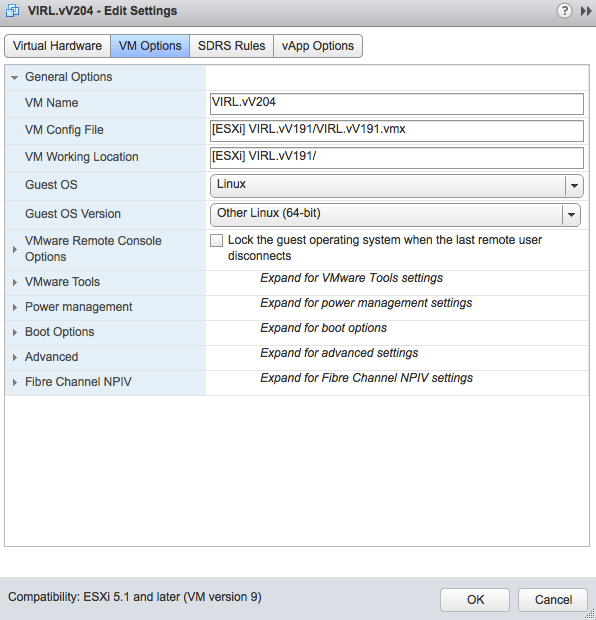 VIRL.vV204 - Edit Settings
?
Virtual Hardware VM Options SDRS Rules vApp Options
General Options
VM Name VIRL.vV204
VM Config File [ESXi] VIRL.vV191/VIRL.vV191.vmx
VM Working Location [ESXi] VIRL.vV191/
Guest OS Linux
Guest OS Version Other Linux (64-bit)
VMware Remote Console
Options
Lock the guest operating system when the last remote user
disconnects
VMware Tools Expand for VMware Tools settings
Power management Expand for power management settings
Boot Options Expand for boot options
Advanced Expand for advanced settings
Fibre Channel NPIV Expand for Fibre Channel NPIV settings
Compatibility: ESXi 5.1 and later (VM version 9)
OK Cancel